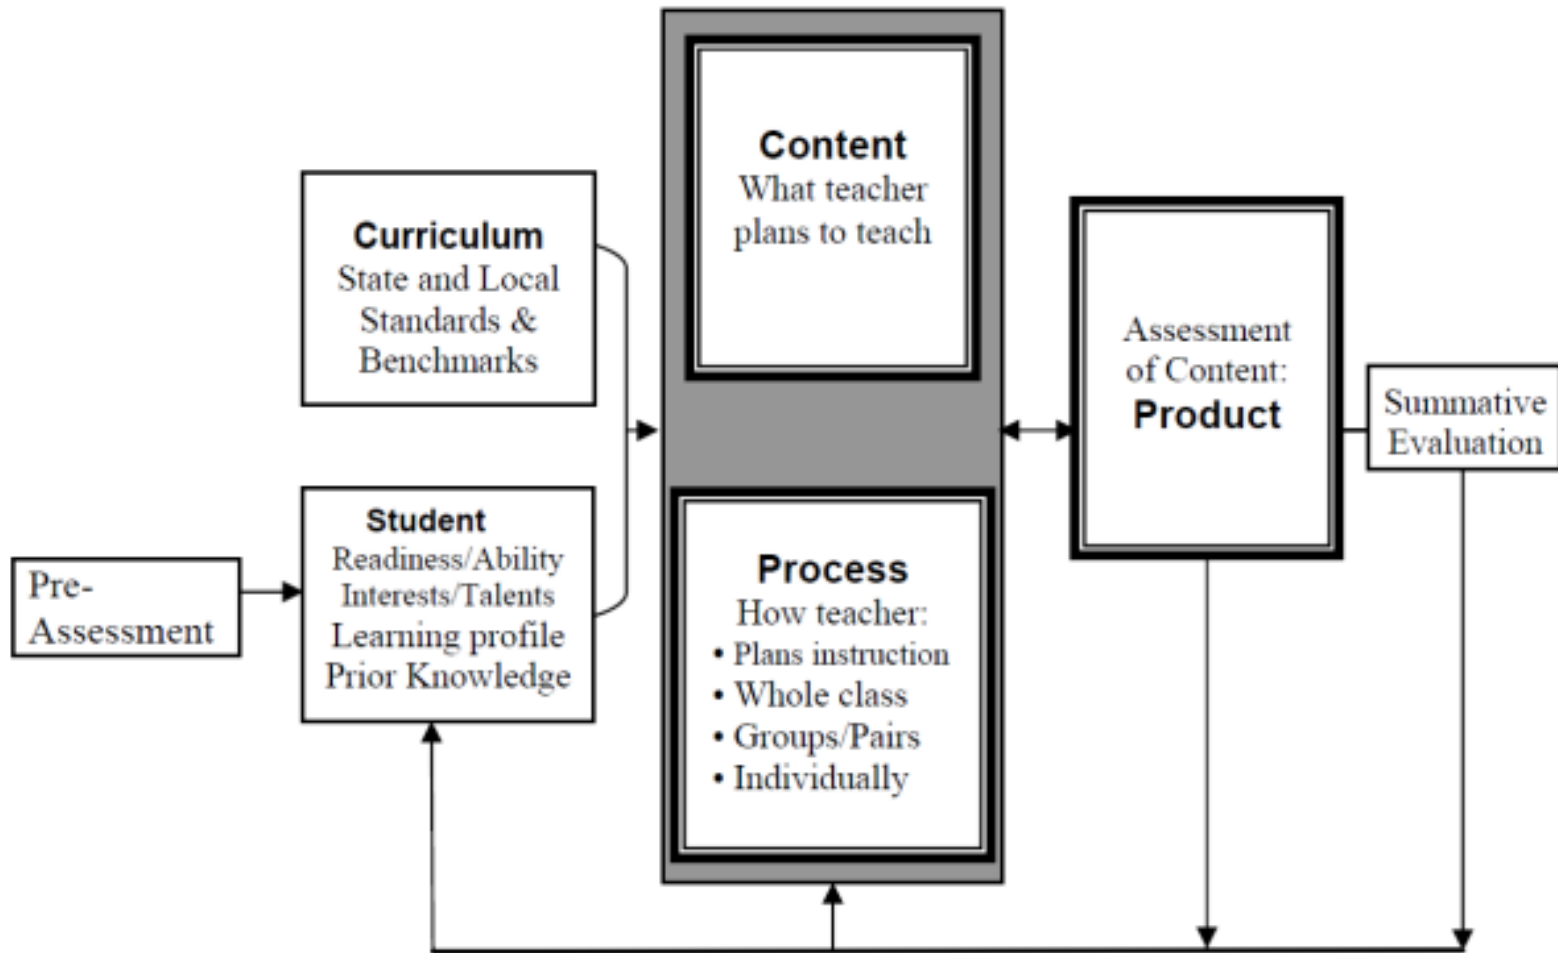 Pre-
Assessment
Curriculum
State and Local
Standards &
Benchmarks
Student
Readiness/Ability
Interests/Talents
Learning profile
Prior Knowledge
Content
What teacher
plans to teach
Process
How teacher:
• Plans instruction
• Whole class
• Groups/Pairs
• Individually
Assessment
of Content:
Product
Summative
Evaluation